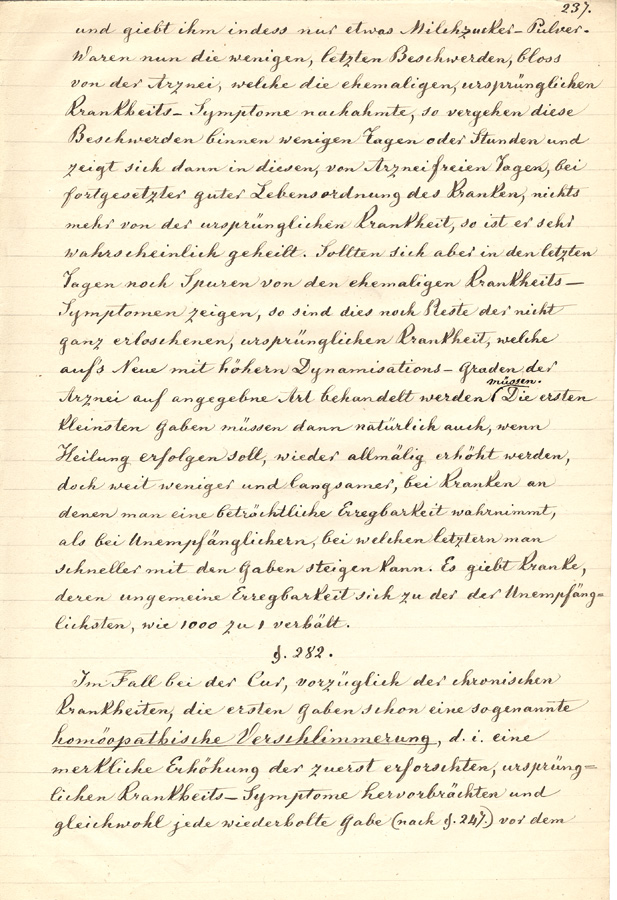 237.
und giebt ihm indess nur etwas Milchzucker-Pulver.
Waren nun die wenigen, letzten Beschwerden, bloss
von der Arznei, welche die ehemaligen, ursprünglichen
Krankheits-Symptome nachahmte, so vergehen diese
Beschwerden binnen wenigen Tagen oder Stunden und
zeigt sich dann in diesen, von Arznei freien Tagen, bei
fortgesetzter guter Lebensordnung des Kranken, nichts
mehr von der ursprünglichen Krankheit, so ist er sehr
wahrscheinlich geheilt. Sollten sich aber in den letzten
Tagen noch Spuren von den ehemaligen Krankheits-
Symptomen zeigen, so sind dies noch Reste der nicht
ganz erloschenen, ursprünglichen Krankheit, welche
auf's Neue mit höhern Dynamisations-Graden der
müssen.
Arznei auf angegebne Art behandelt werden Die ersten
kleinsten Gaben müssen dann natürlich auch, wenn
Heilung erfolgen soll, wieder allmälig erhöht werden,
doch weit weniger und langsamer, bei Kranken an
denen man eine beträchtliche Erregbarkeit wahrnimmt,
als bei Unempfänglichern, bei welchen letztern man
schneller mit den Gaben steigen kann. Es giebt Kranke,
deren ungemeine Erregbarkeit sich zu der der Unempfäng=
lichsten, wie 1000 zu 1 verhält.
§. 282.
Im Fall bei der Cur, vorzüglich der chronischen
Krankheiten, die ersten Gaben schon eine sogenannte
homöopathische Verschlimmerung, d. i. eine
merkliche Erhöhung der zuerst erforschten, ursprüng=
lichen Krankheits-Symptome hervorbrächten und
gleichwohl jede wiederholte Gabe (nach §. 247.) vor dem